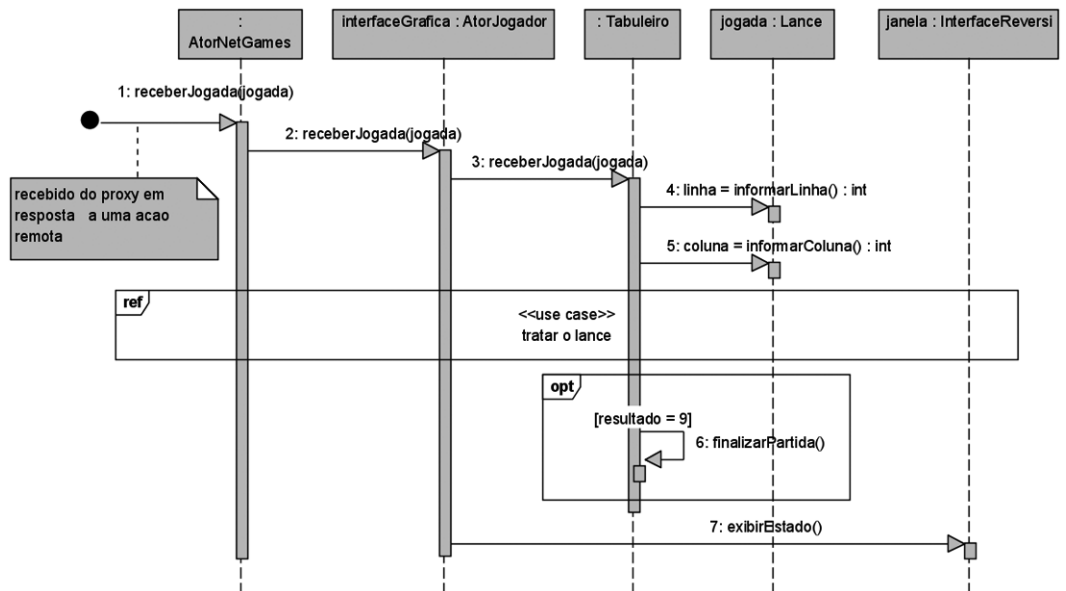 :
AtorNetGames
interfaceGrafica : AtorJogador
: Tabuleiro
jogada : Lance
janela : InterfaceReversi
1: receberJogada(jogada)
2: receberJogada(jogada)
3: receberJogada(jogada)
recebido do proxy em
resposta a uma acao
remota
4: linha = informarLinha() : int
5: coluna = informarColuna() : int
ref
<<use case>>
tratar o lance
opt
[resultado = 9]
6: finalizarPartida()
7: exibirEstado()